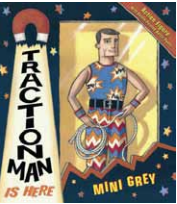 TRACTION
MAN
IS HERE
MINI GREY